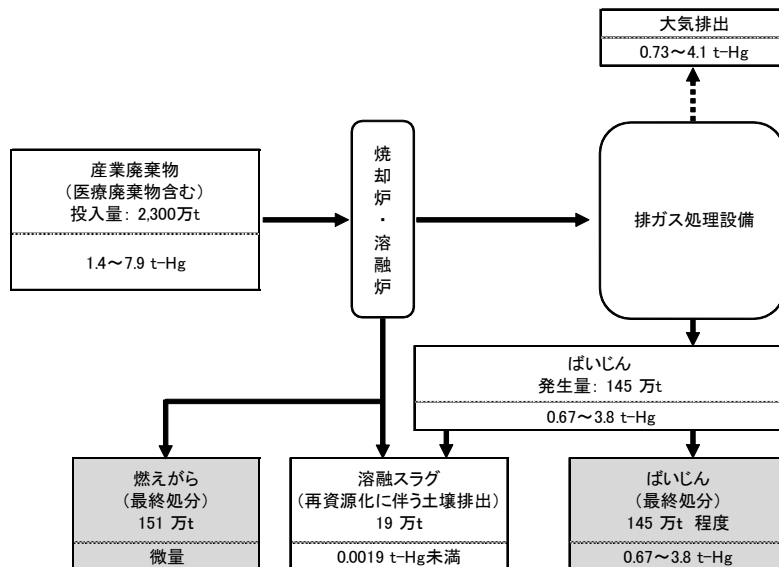 大気排出
0.73～4.1 t-Hg
産業廃棄物
（医療廃棄物含む）
投入量： 2,300万t
1.4～7.9 t-Hg
焼却炉・溶融炉
排ガス処理設備
ばいじん
発生量： 145 万t
0.67～3.8 t-Hg
燃えがら
（最終処分）
151 万t
微量
溶融スラグ
（再資源化に伴う土壌排出）
19 万t
0.0019 t-Hg未満
ばいじん
（最終処分）
145万t 程度
0.67～3.8 t-Hg